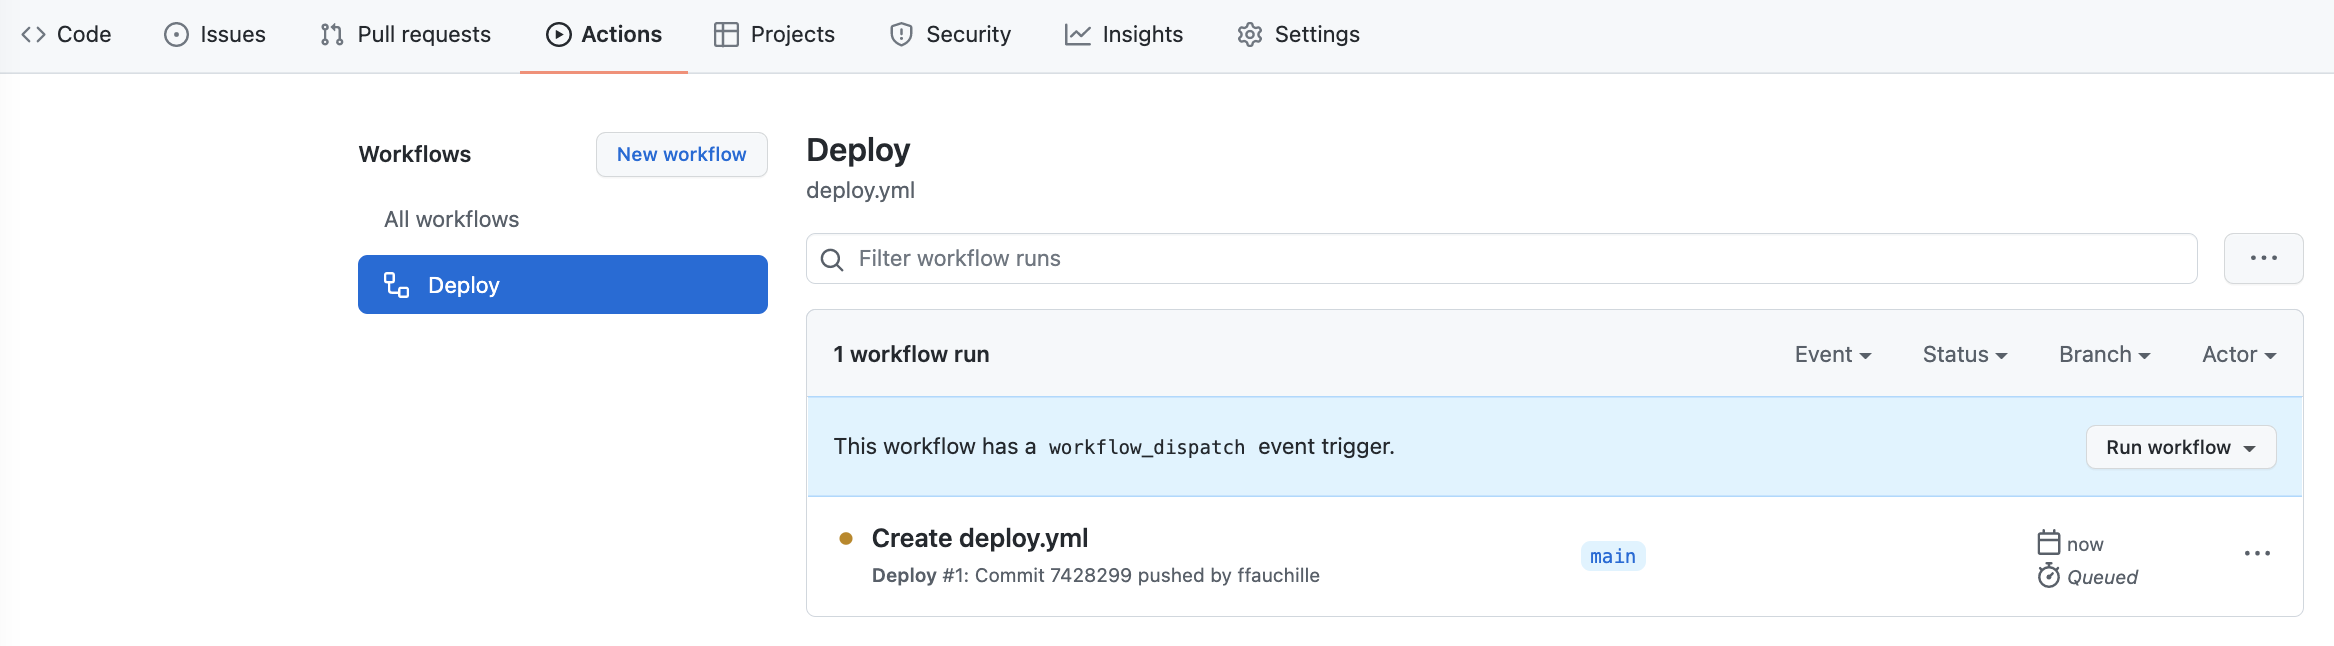 Code Issues Pull requests Actions Projects Security Insights Settings
Workflows
New workflow
All workflows
Deploy
Deploy
deploy.yml
Filter workflow runs
1 workflow run
Event Status Branch Actor
This workflow has a workflow_dispatch event trigger.
Run workflow
Create deploy.yml
Deploy #1: Commit 7428299 pushed by ffauchille
main
now
Queued